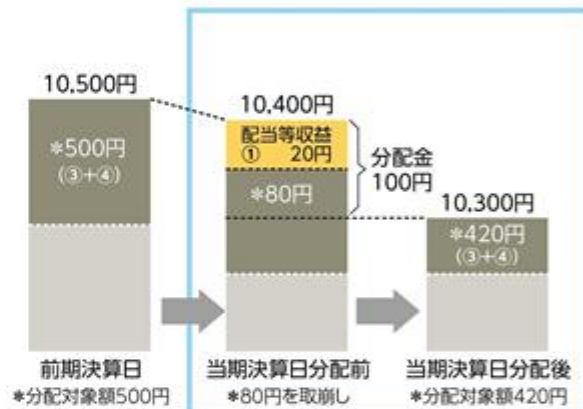 10,500円
＊500円
(③+④)
前期決算日
＊分配対象額500円
10,400円
配当等収益
① 20円
＊80円
分配金
100円
当期決算日分配前
＊80円を取崩し
10,300円
＊420円
(③+④)
当期決算日分配後
＊分配対象額420円